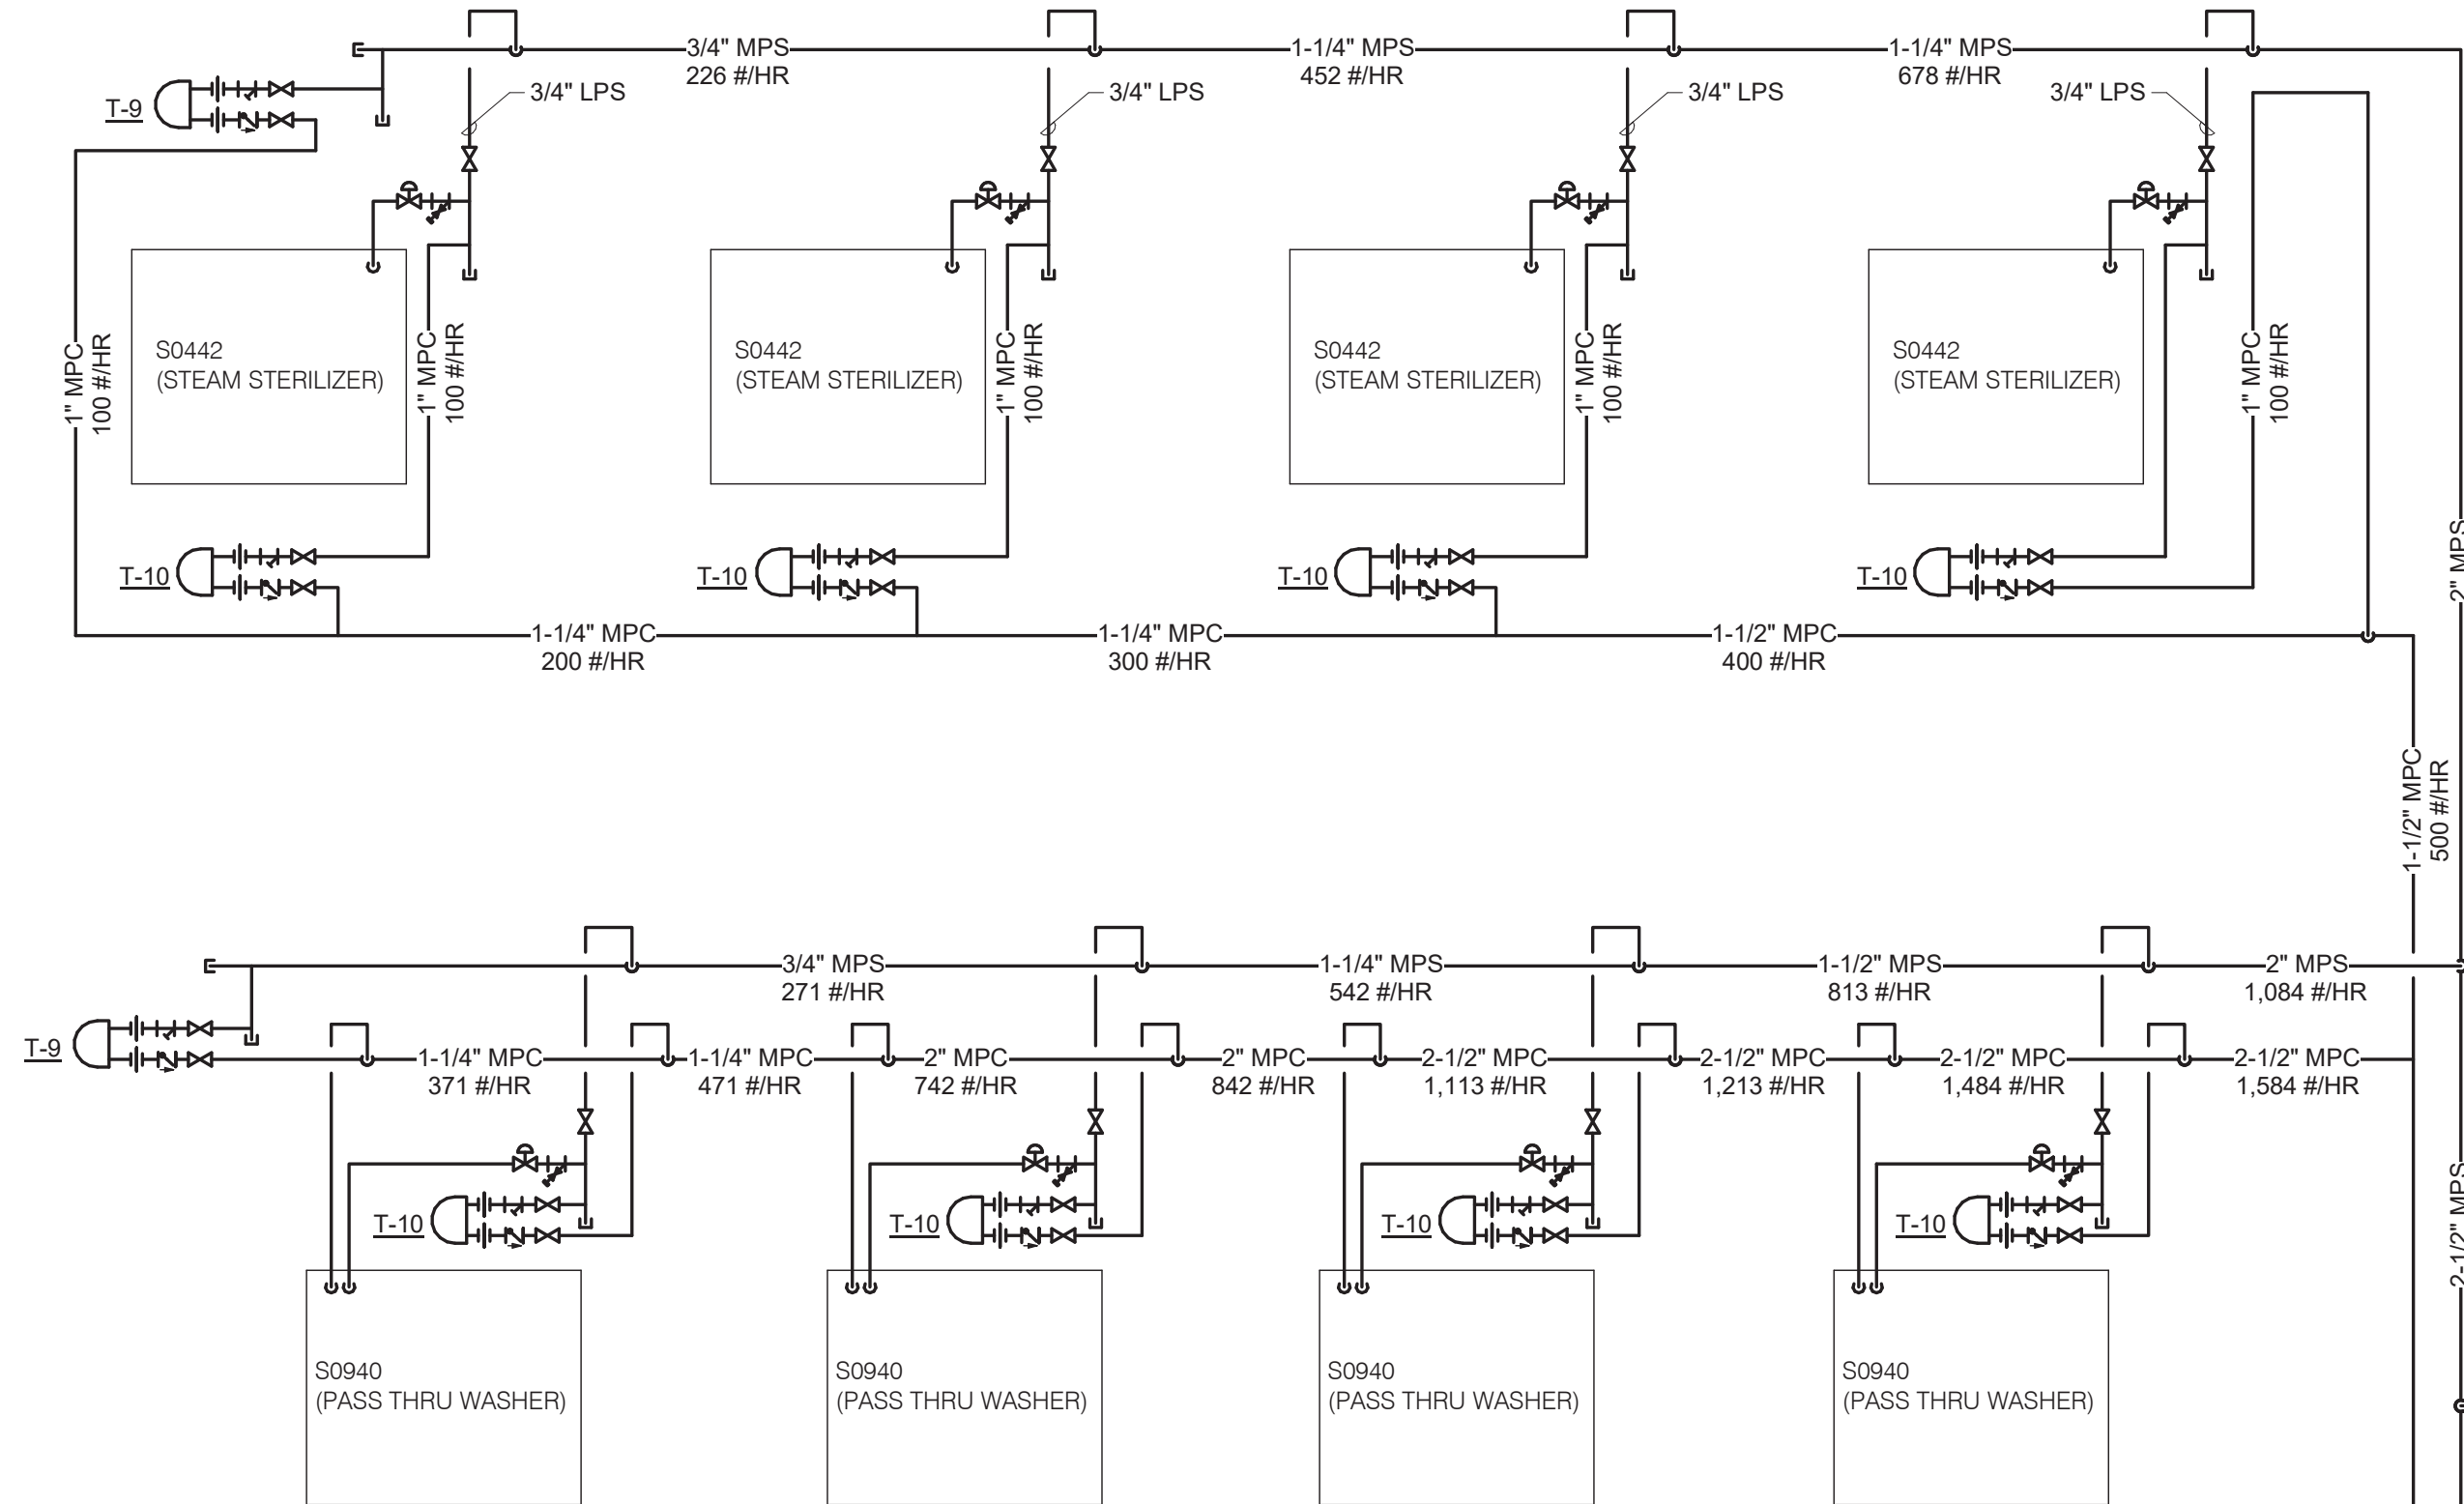 3/4" MPS
226 #/HR
1-1/4" MPS
452 #/HR
1-1/4" MPS
678 #/HR
T-9
3/4" LPS
3/4" LPS
3/4" LPS
3/4" LPS
1" MPC
100 #/HR
S0442
(STEAM STERILIZER)
1" MPC
100 #/HR
S0442
(STEAM STERILIZER)
1" MPC
100 #/HR
S0442
(STEAM STERILIZER)
1" MPC
100 #/HR
S0442
(STEAM STERILIZER)
1" MPC
100 #/HR
2" MPS
T-10
T-10
T-10
T-10
1-1/4" MPC
200 #/HR
1-1/4" MPC
300 #/HR
1-1/2" MPC
400 #/HR
1-1/2" MPC
500 #/HR
3/4" MPS
271 #/HR
1-1/4" MPS
542 #/HR
1-1/2" MPS
813 #/HR
2" MPS
1,084 #/HR
T-9
1-1/4" MPC
371 #/HR
1-1/4" MPC
471 #/HR
2" MPC
742 #/HR
2" MPC
842 #/HR
2-1/2" MPC
1,113 #/HR
2-1/2" MPC
1,213 #/HR
2-1/2" MPC
1,484 #/HR
2-1/2" MPC
1,584 #/HR
T-10
T-10
T-10
T-10
2-1/2" MPS
S0940
(PASS THRU WASHER)
S0940
(PASS THRU WASHER)
S0940
(PASS THRU WASHER)
S0940
(PASS THRU WASHER)